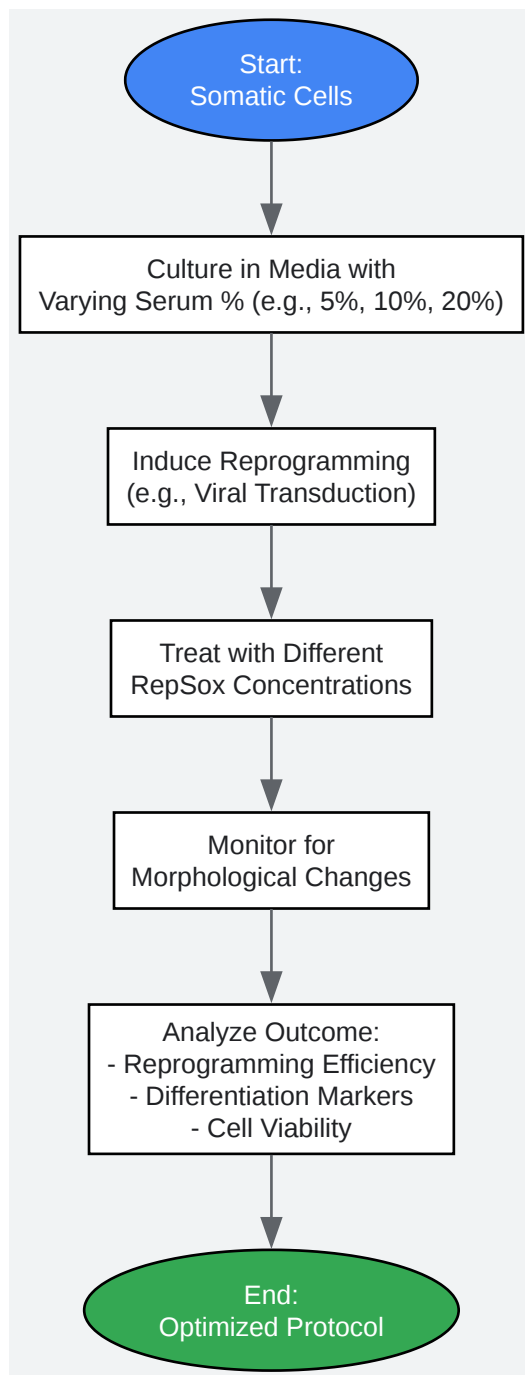 Start:
Somatic Cells
Culture in Media with
Varying Serum % (e.g., 5%, 10%, 20%)
Induce Reprogramming
(e.g., Viral Transduction)
Treat with Different
RepSox Concentrations
Monitor for
Morphological Changes
Analyze Outcome:
- Reprogramming Efficiency
- Differentiation Markers
- Cell Viability
End:
Optimized Protocol